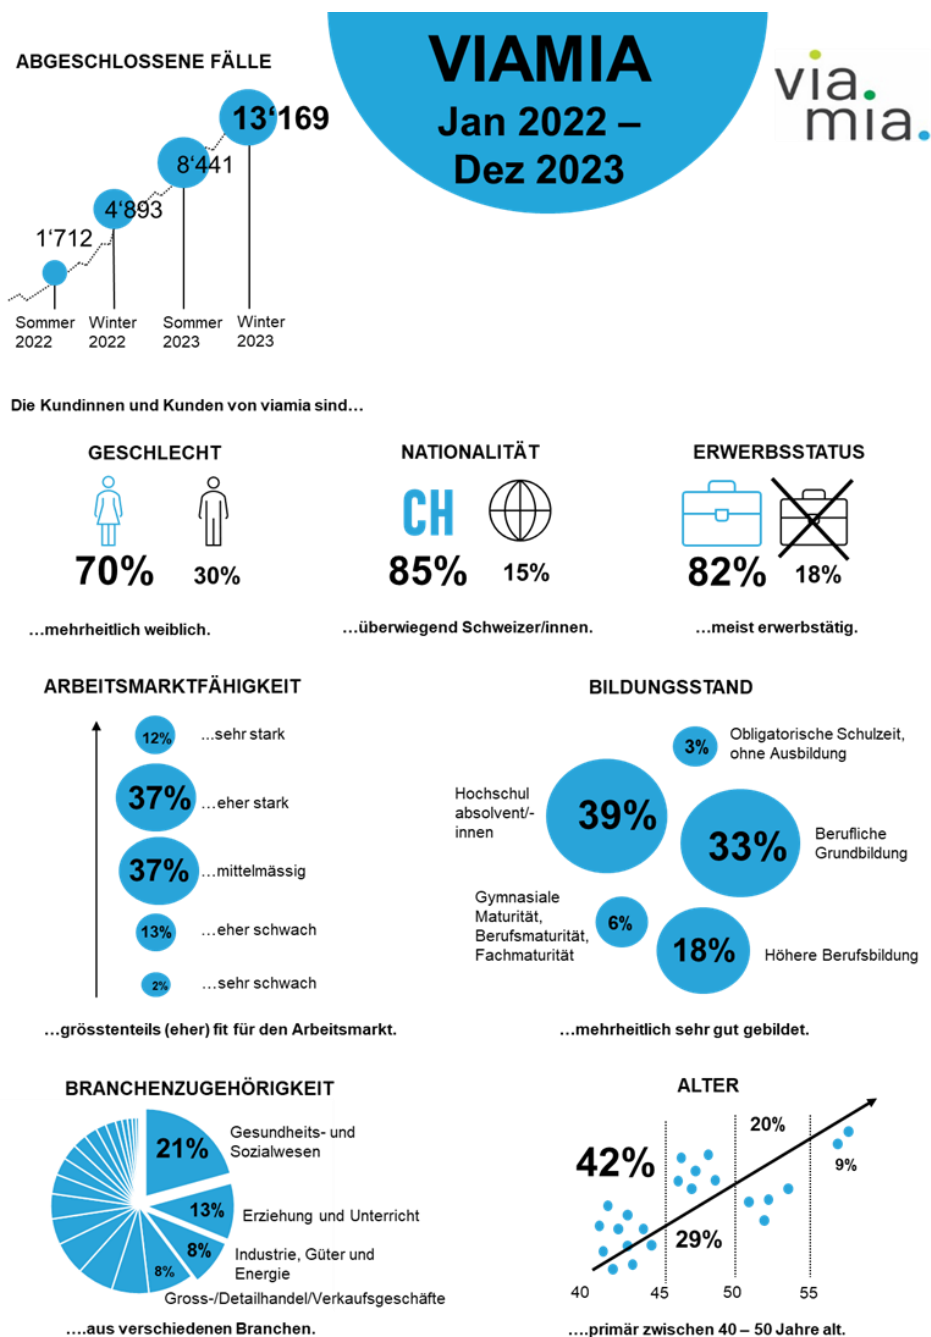 ABGESCHLOSSENE FÄLLE
VIAMIA
Jan 2022 –
Dez 2023
via.
mia.
13‘169
8‘441
4‘893
1‘712
Sommer
2022
Winter
2022
Sommer
2023
Winter
2023
Die Kundinnen und Kunden von viamia sind…
GESCHLECHT
70%
30%
…mehrheitlich weiblich.
NATIONALITÄT
CH
85%
15%
…überwiegend Schweizer/innen.
ERWERBSSTATUS
82%
18%
…meist erwerbstätig.
ARBEITSMARKTFÄHIGKEIT
12% …sehr stark
37% …eher stark
37% …mittelmässig
13% …eher schwach
2% …sehr schwach
…grösstenteils (eher) fit für den Arbeitsmarkt.
BILDUNGSSTAND
3%
Obligatorische Schulzeit,
ohne Ausbildung
Hochschul
absolvent/-
innen
39%
33%
Berufliche
Grundbildung
Gymnasiale
Maturität,
Berufsmaturität,
Fachmaturität
6%
18%
Höhere Berufsbildung
…mehrheitlich sehr gut gebildet.
BRANCHENZUGEHÖRIGKEIT
21%
Gesundheits- und
Sozialwesen
13%
Erziehung und Unterricht
8%
Industrie, Güter und
Energie
8%
Gross-/Detailhandel/Verkaufsgeschäfte
….aus verschiedenen Branchen.
ALTER
42%
29%
20%
9%
40
45
50
55
….primär zwischen 40 – 50 Jahre alt.